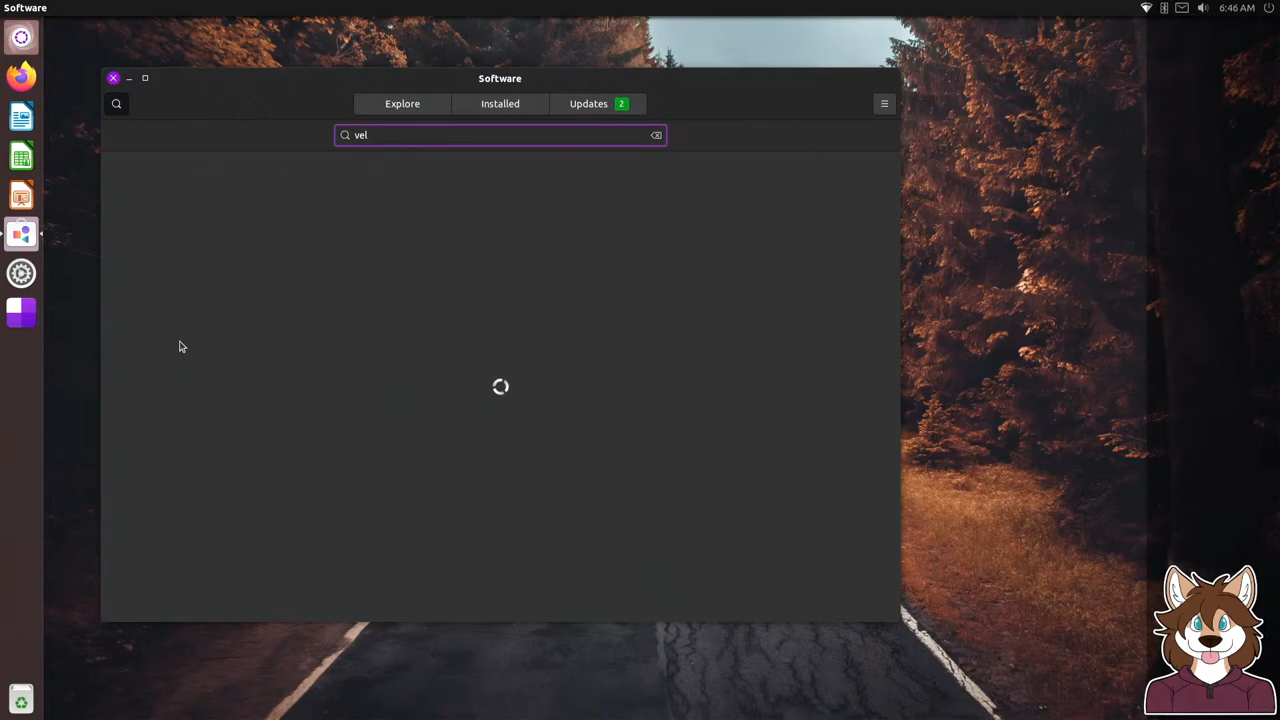 Software
6:46 AM
Software
Explore
Installed
Updates 2
vel